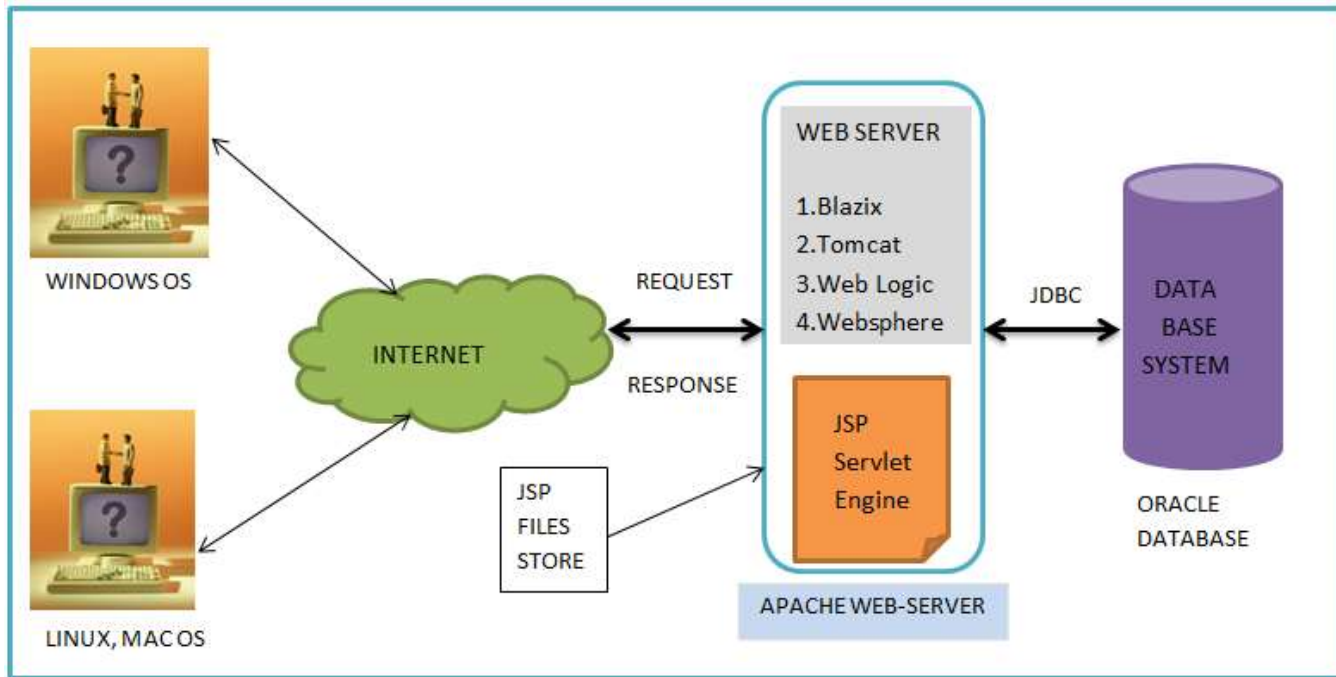 WINDOWS OS
LINUX, MAC OS
INTERNET
REQUEST
RESPONSE
JSP
FILES
STORE
WEB SERVER
1.Blazix
2.Tomcat
3.Web Logic
4.Websphere
JSP
Servlet
Engine
APACHE WEB-SERVER
JDBC
DATA
BASE
SYSTEM
ORACLE
DATABASE
?
?